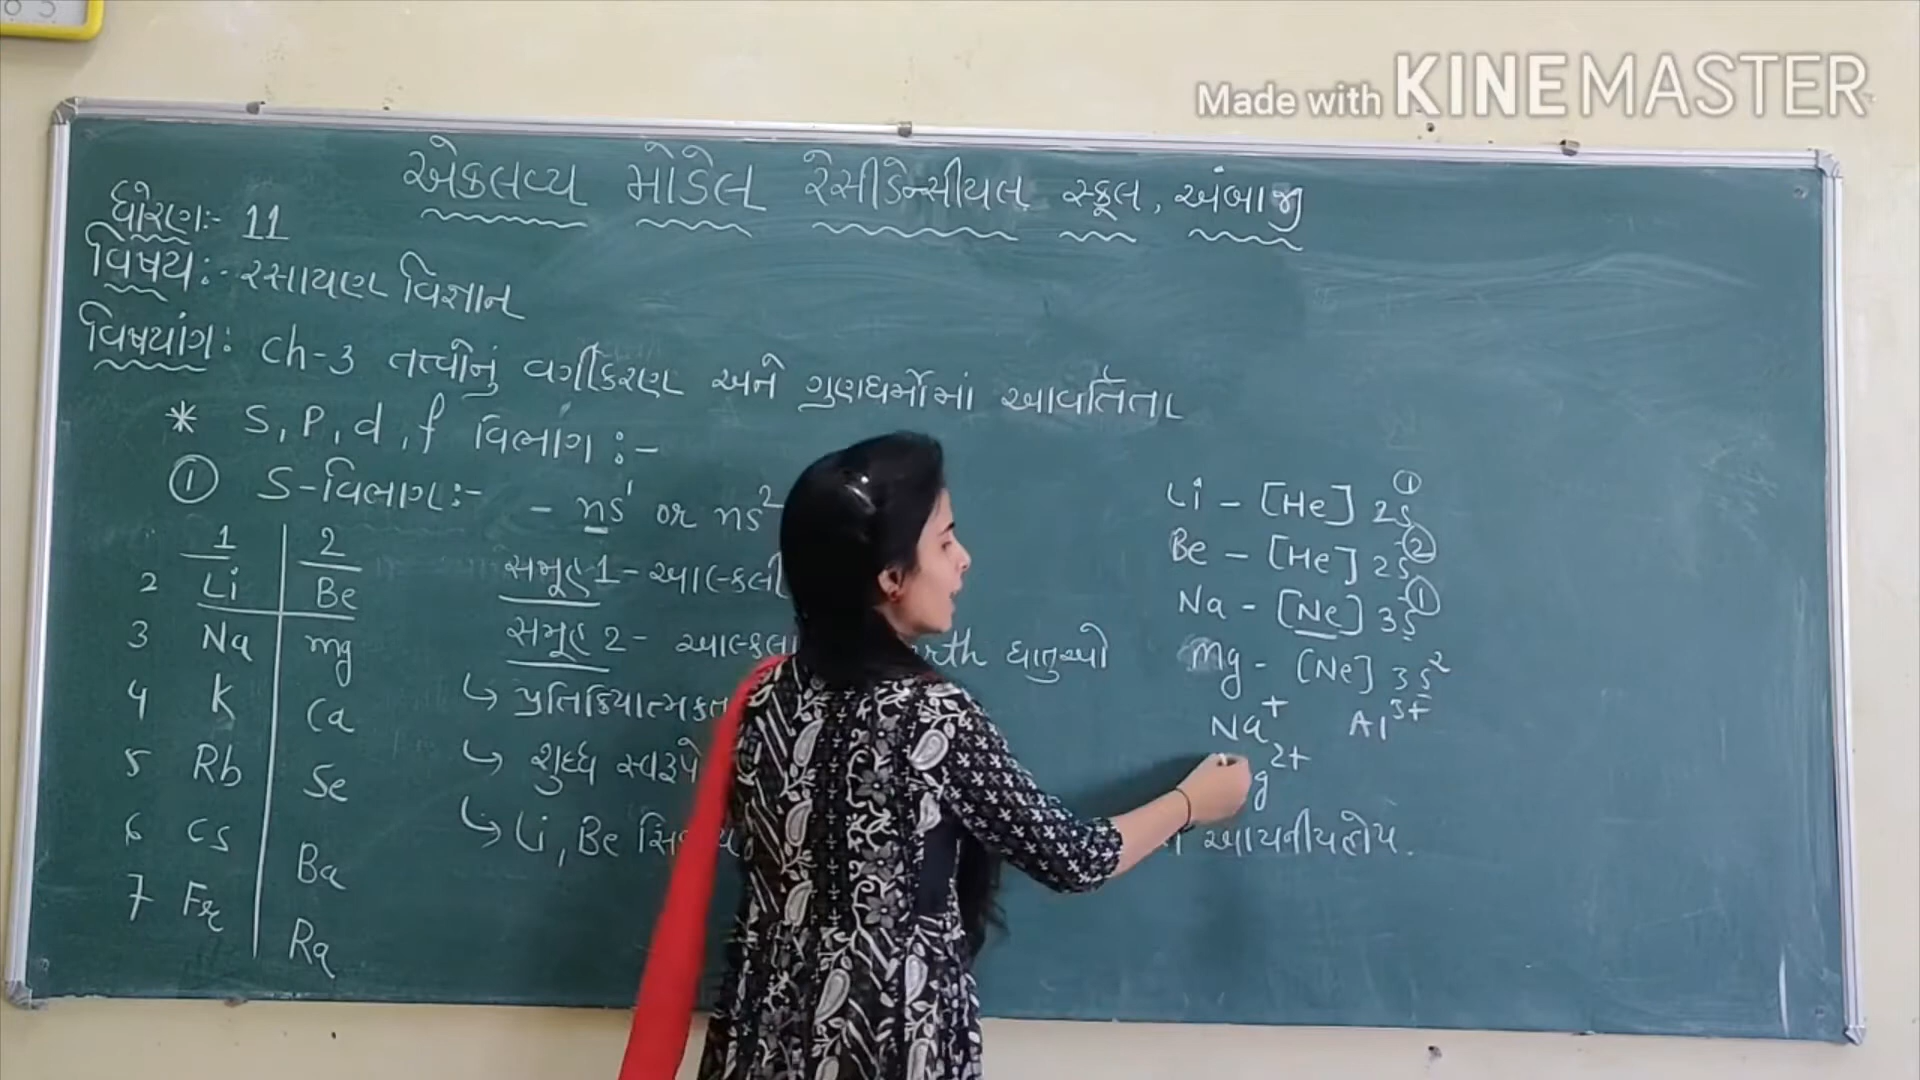 Made with KINEMASTER
એકલવ્ય મોડેલ રેસીડેન્સીયલ સ્કૂલ, અંબાજી
ધોરણ:- 11
વિષય:- રસાયણ વિજ્ઞાન
વિષયાંગ: Ch-3 તત્વોનું વર્ગીકરણ અને ગુણધર્મોમાં આવર્તિતા
* S, P, d, f વિભાગ :-
① S-વિભાગ:- - ns¹ or ns²
1 2
2 Li Be
3 Na mg
4 K Ca
5 Rb Se
6 Cs Ba
7 Fr Ra
સમૂહ 1 - આલ્કલી
સમૂહ 2 - આલ્કલા rth ધાતુઓ
↳ પ્રતિક્રિયાત્મકત
↳ શુદ્ધ સ્વરૂપે
↳ Li, Be સિવાય આયનીય હોય.
Li - [He] 2s①
Be - [He] 2s②
Na - [Ne] 3s①
Mg - [Ne] 3s²
Na⁺ Al³⁺
g²⁺